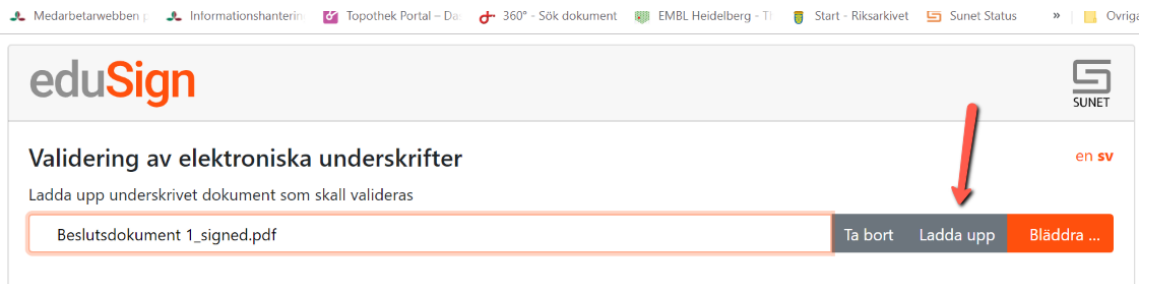 Medarbetarwebben Informationshanterin Topothek Portal – Da 360° - Sök dokument EMBL Heidelberg - Th Start - Riksarkivet Sunet Status » Övriga
eduSign
SUNET
Validering av elektroniska underskrifter
en sv
Ladda upp underskrivet dokument som skall valideras
Beslutsdokument 1_signed.pdf Ta bort Ladda upp Bläddra ...